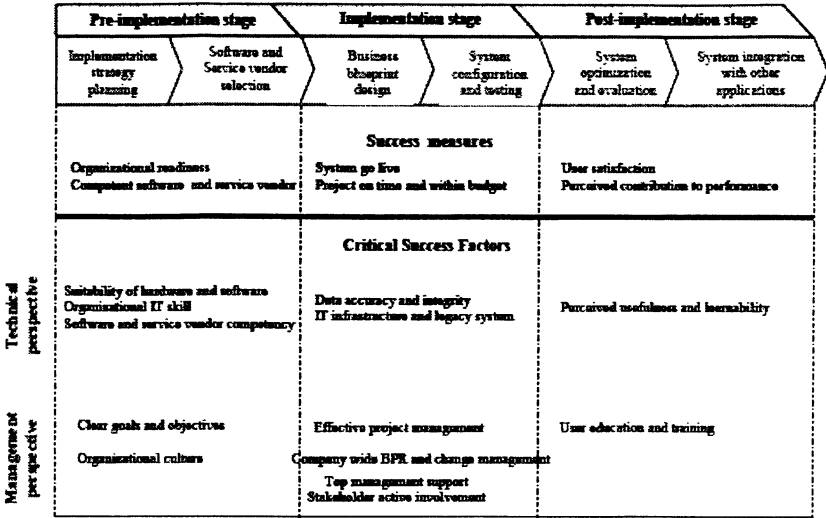 Pre-implementation stage
Implementation stage
Post-implementation stage
Implementation
strategy
planning
Software and
Service vendor
selection
Business
blueprint
design
System
configuration
and testing
System
optimization
and evaluation
System integration
with other
applications
Success measures
Organizational readiness
Competent software and service vendor
System go live
Project on time and within budget
User satisfaction
Perceived contribution to performance
Critical Success Factors
Technical
perspective
Suitability of hardware and software
Organisational IT skill
Software and service vendor competency
Data accuracy and integrity
IT infrastructure and legacy system
Perceived usefulness and learnability
Management
perspective
Clear goals and objectives
Organizational culture
Effective project management
Company wide BPR and change management
Top management support
Stakeholder active involvement
User education and training